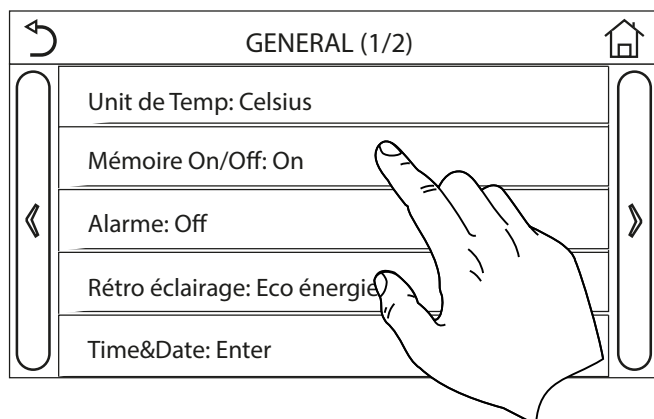 GENERAL (1/2)
Unit de Temp: Celsius
Mémoire On/Off: On
Alarme: Off
Rétro éclairage: Eco énergie
Time&Date: Enter